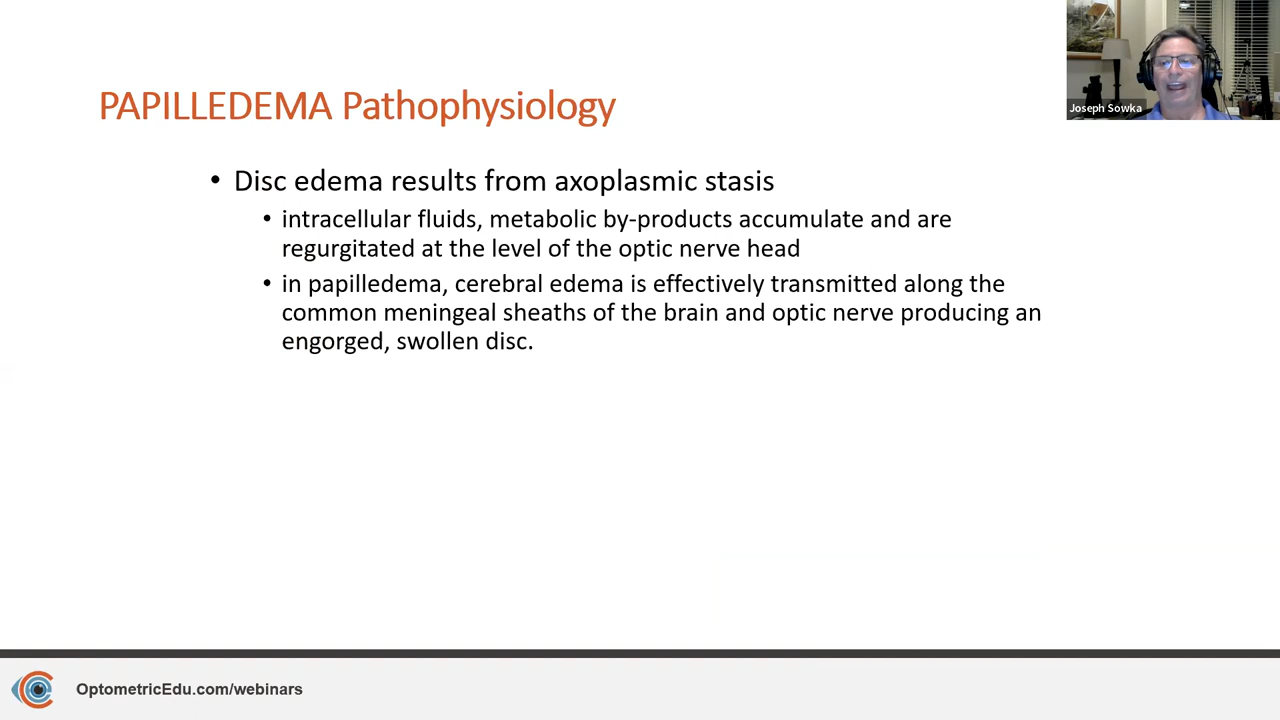 PAPILLEDEMA Pathophysiology
Joseph Sowka
• Disc edema results from axoplasmic stasis
• intracellular fluids, metabolic by-products accumulate and are
regurgitated at the level of the optic nerve head
• in papilledema, cerebral edema is effectively transmitted along the
common meningeal sheaths of the brain and optic nerve producing an
engorged, swollen disc.
OptometricEdu.com/webinars